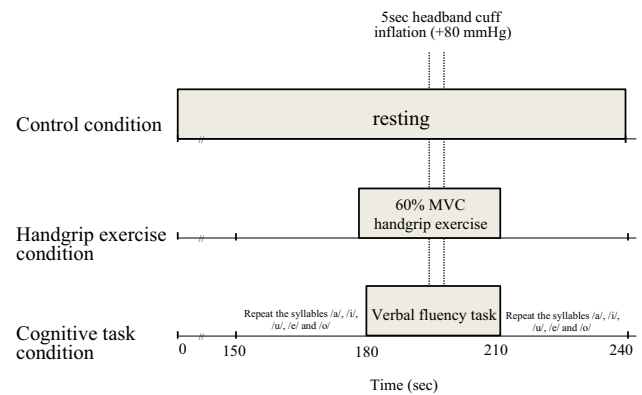 5sec headband cuff
inflation (+80 mmHg)
Control condition
resting
Handgrip exercise
condition
60% MVC
handgrip exercise
Cognitive task
condition
Repeat the syllables /a/, /i/,
/u/, /e/ and /o/
Verbal fluency task
Repeat the syllables /a/, /i/,
/u/, /e/ and /o/
0 150 180 210 240
Time (sec)